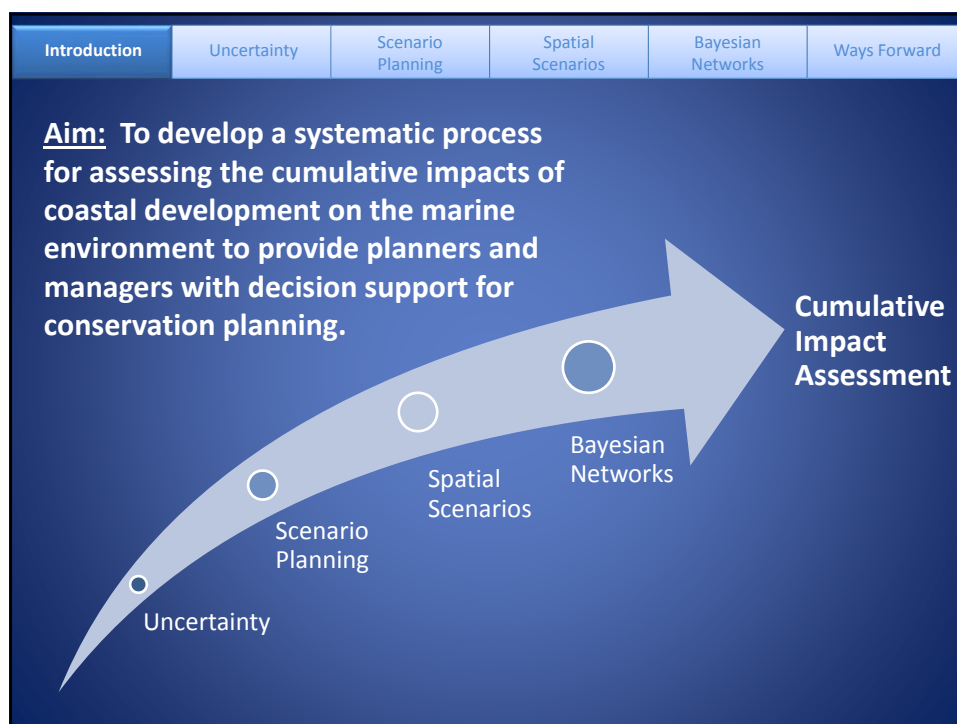 Introduction
Uncertainty
Scenario
Planning
Spatial
Scenarios
Bayesian
Networks
Ways Forward
Aim: To develop a systematic process
for assessing the cumulative impacts of
coastal development on the marine
environment to provide planners and
managers with decision support for
conservation planning.
Cumulative
Impact
Assessment
Bayesian
Networks
Spatial
Scenarios
Scenario
Planning
Uncertainty